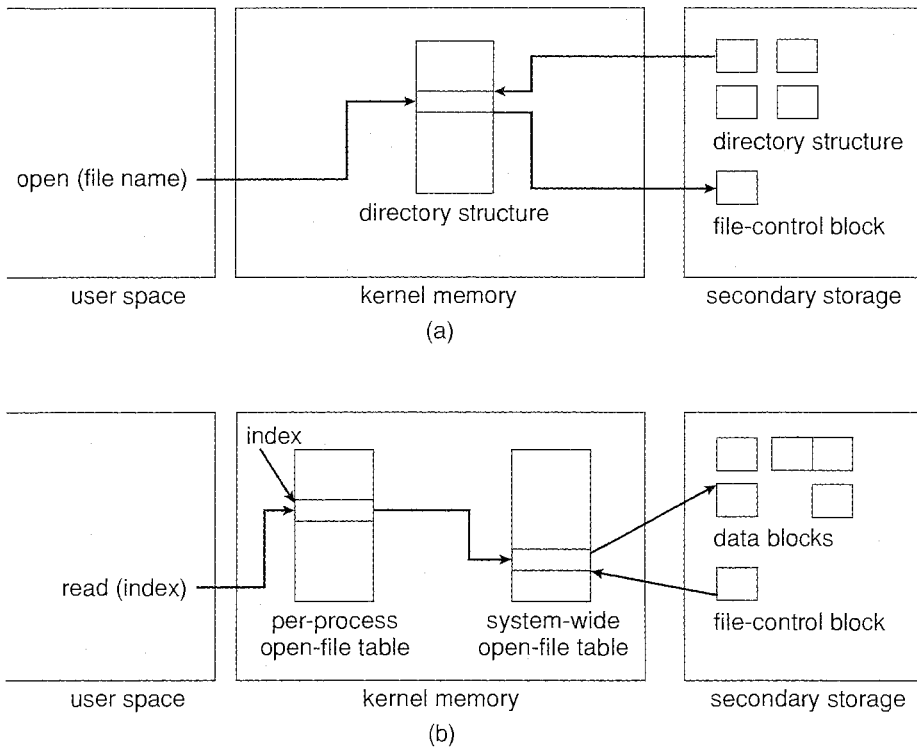 open (file name)
directory structure
directory structure
file-control block
user space
kernel memory
secondary storage
(a)
index
read (index)
per-process
open-file table
system-wide
open-file table
data blocks
file-control block
user space
kernel memory
secondary storage
(b)